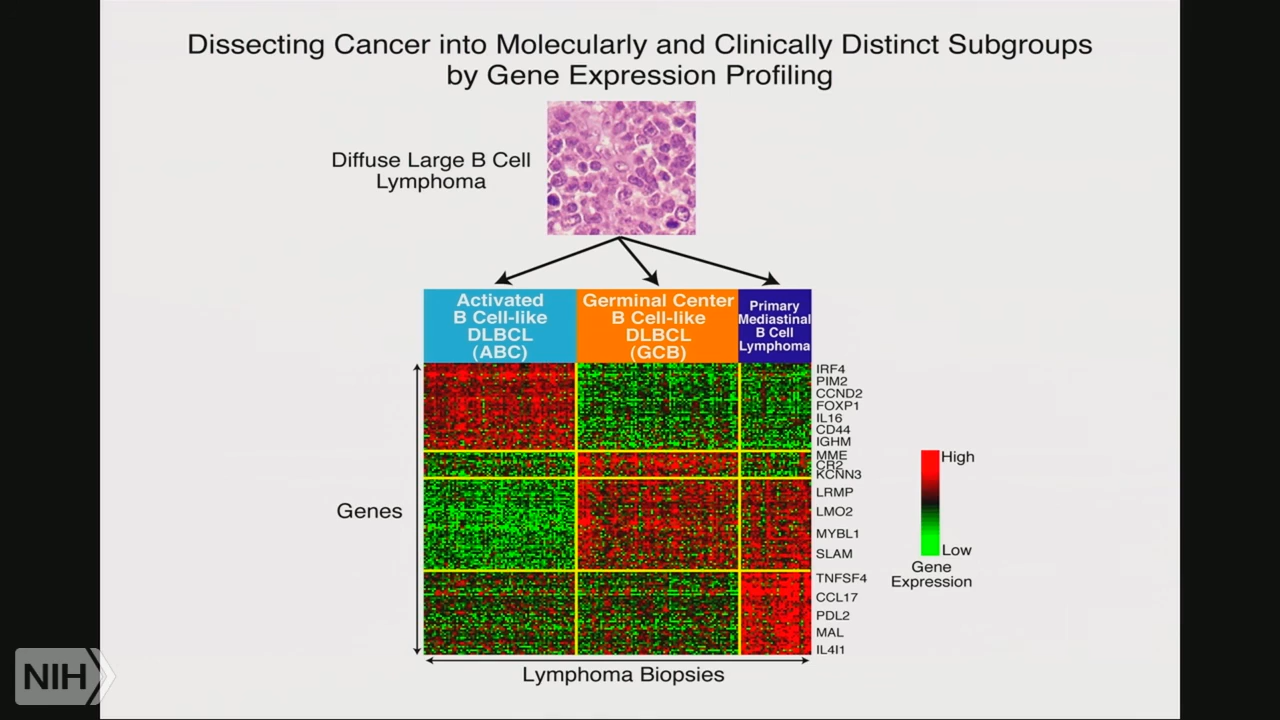 Dissecting Cancer into Molecularly and Clinically Distinct Subgroups
by Gene Expression Profiling
Diffuse Large B Cell
Lymphoma
Activated
B Cell-like
DLBCL
(ABC)
Germinal Center
B Cell-like
DLBCL
(GCB)
Primary
Mediastinal
B Cell
Lymphoma
IRF4
PIM2
CCND2
FOXP1
IL16
CD44
IGHM
MME
CR2
KCNN3
LRMP
LMO2
MYBL1
SLAM
TNFSF4
CCL17
PDL2
MAL
IL4I1
Genes
High
Low
Gene
Expression
Lymphoma Biopsies
NIH